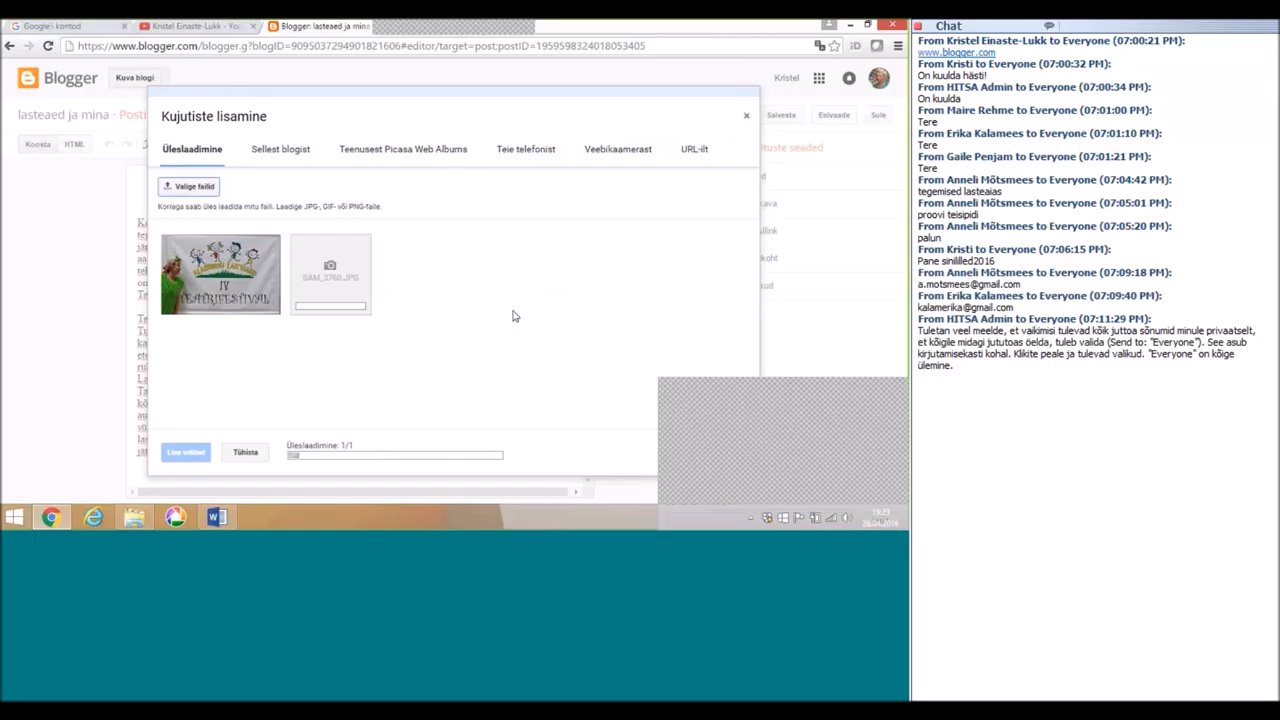 Google'i kontod
Kristel Einaste-Lukk - You
Blogger: lasteaed ja mina
https://www.blogger.com/blogger.g?blogID=9095037294901821606#editor/target=post;postID=1959598324018053405
Blogger
Kuva blogi
Kristel
lasteaed ja mina · Posti
Salvesta
Eelvaade
Sule
Koosta
HTML
Kujutiste lisamine
Üleslaadimine
Sellest blogist
Teenusest Picasa Web Albums
Teie telefonist
Veebikaamerast
URL-ilt
Valige failid
Korraga saab üles laadida mitu faili. Laadige JPG-, GIF- või PNG-faile.
IV
TEATRIFESTIVAL
SAM_3760.JPG
Lisa valitud
Tühista
Üleslaadimine: 1/1
19:23
28.04.2016
Chat
From Kristel Einaste-Lukk to Everyone (07:00:21 PM):
www.blogger.com
From Kristi to Everyone (07:00:32 PM):
On kuulda hästi!
From HITSA Admin to Everyone (07:00:34 PM):
On kuulda
From Maire Rehme to Everyone (07:01:00 PM):
Tere
From Erika Kalamees to Everyone (07:01:10 PM):
Tere
From Gaile Penjam to Everyone (07:01:21 PM):
Tere
From Anneli Mõtsmees to Everyone (07:04:42 PM):
tegemised lasteaias
From Anneli Mõtsmees to Everyone (07:05:01 PM):
proovi teisipidi
From Anneli Mõtsmees to Everyone (07:05:20 PM):
palun
From Kristi to Everyone (07:06:15 PM):
Pane sinililled2016
From Anneli Mõtsmees to Everyone (07:09:18 PM):
a.motsmees@gmail.com
From Erika Kalamees to Everyone (07:09:40 PM):
kalamerika@gmail.com
From HITSA Admin to Everyone (07:11:29 PM):
Tuletan veel meelde, et vaikimisi tulevad kõik juttoa sõnumid minule privaatselt,
et kõigile midagi jututoas öelda, tuleb valida (Send to: "Everyone"). See asub
kirjutamisekasti kohal. Klikite peale ja tulevad valikud. "Everyone" on kõige
ülemine.